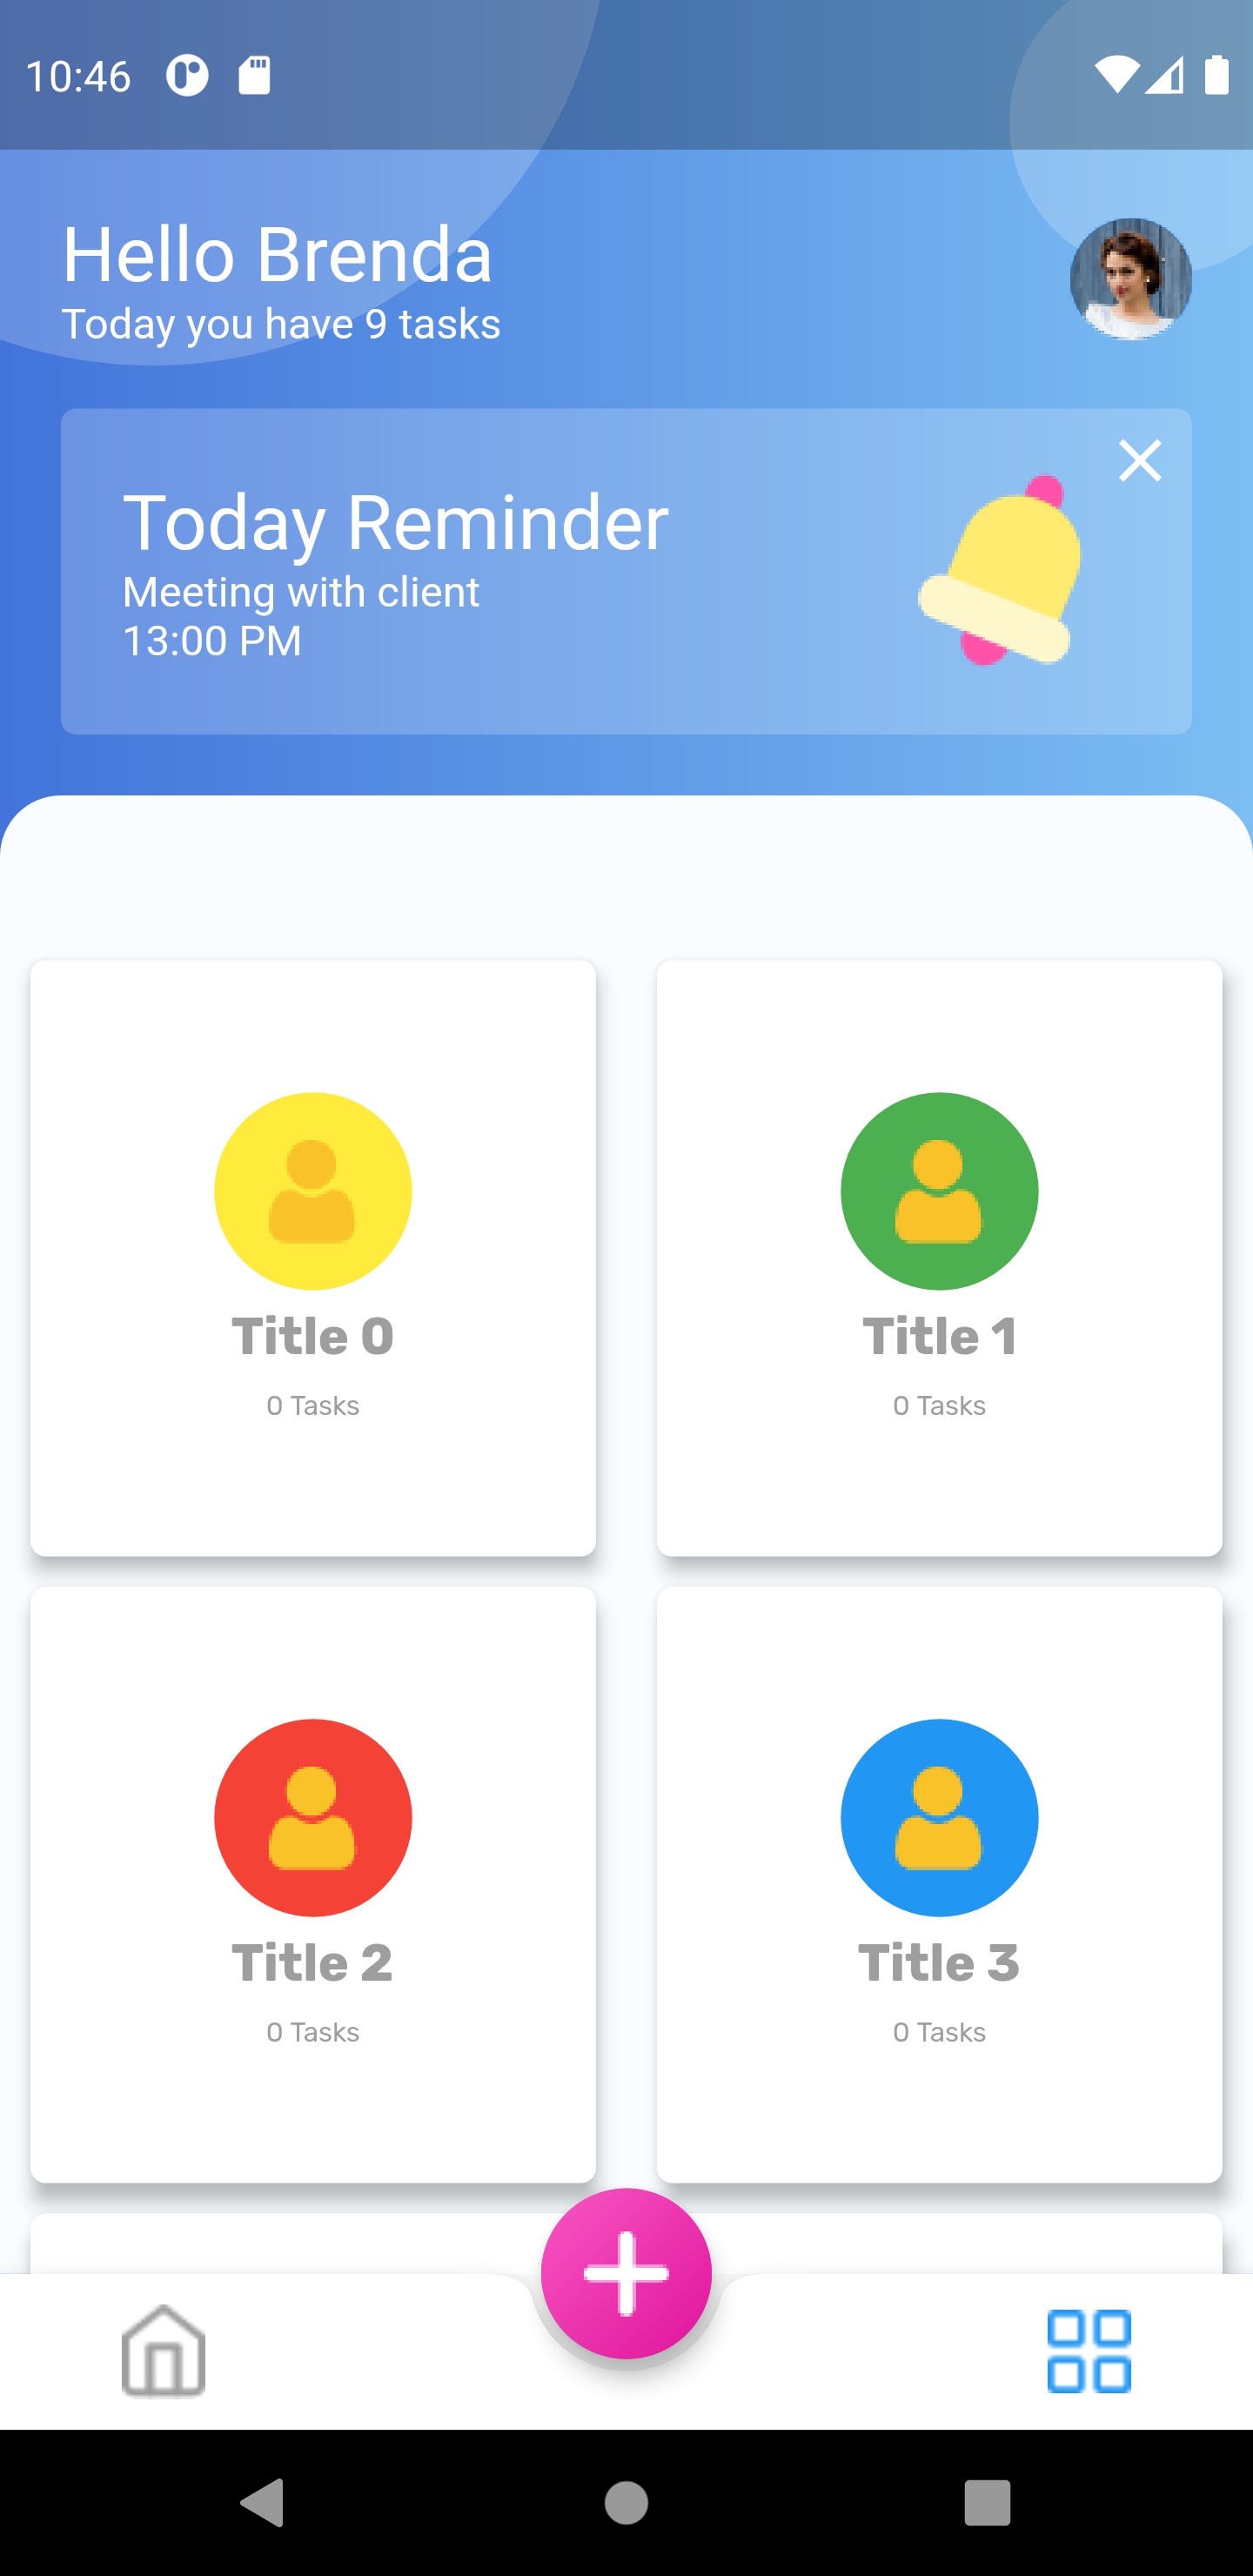 10:46
Hello Brenda
Today you have 9 tasks
Today Reminder
Meeting with client
13:00 PM
Title 0
0 Tasks
Title 1
0 Tasks
Title 2
0 Tasks
Title 3
0 Tasks